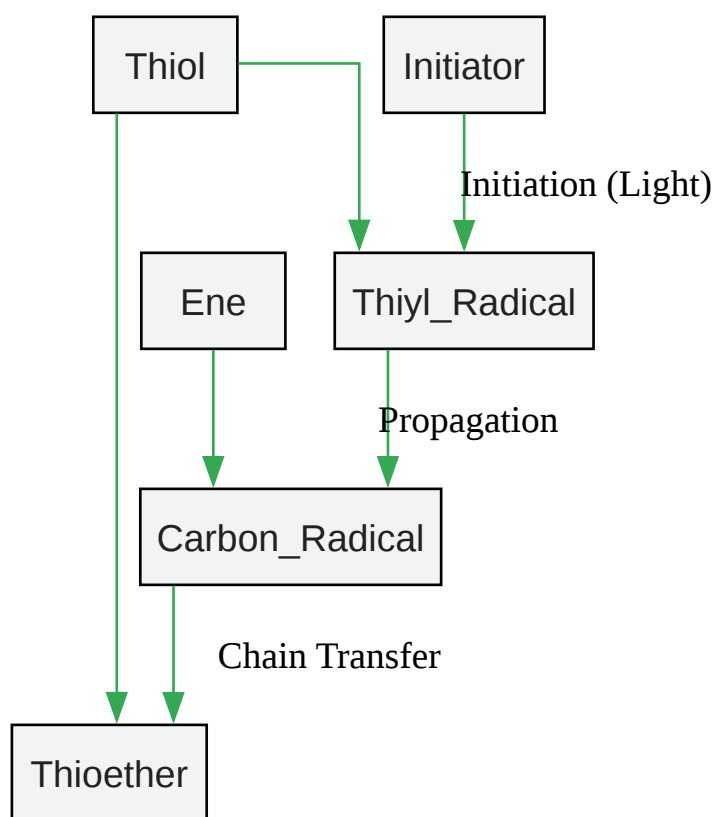 Thiol
Initiator
Initiation (Light)
Ene
Thiyl_Radical
Propagation
Carbon_Radical
Chain Transfer
Thioether